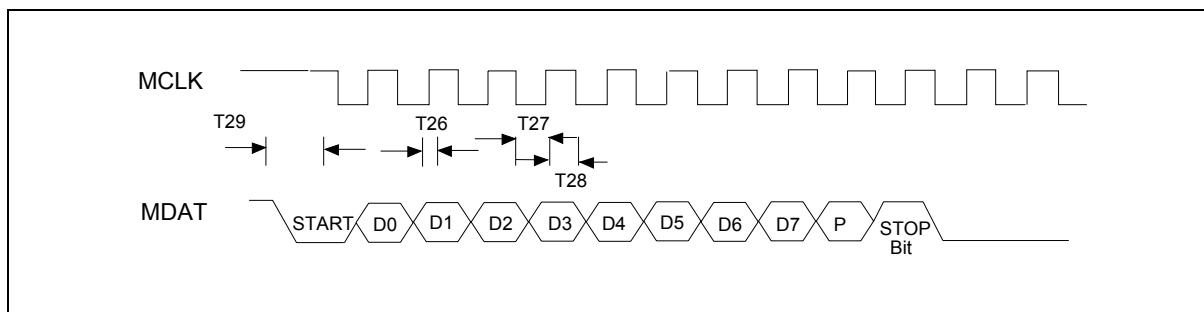 MCLK
T29 T26 T27
T28
MDAT START D0 D1 D2 D3 D4 D5 D6 D7 P STOP
Bit